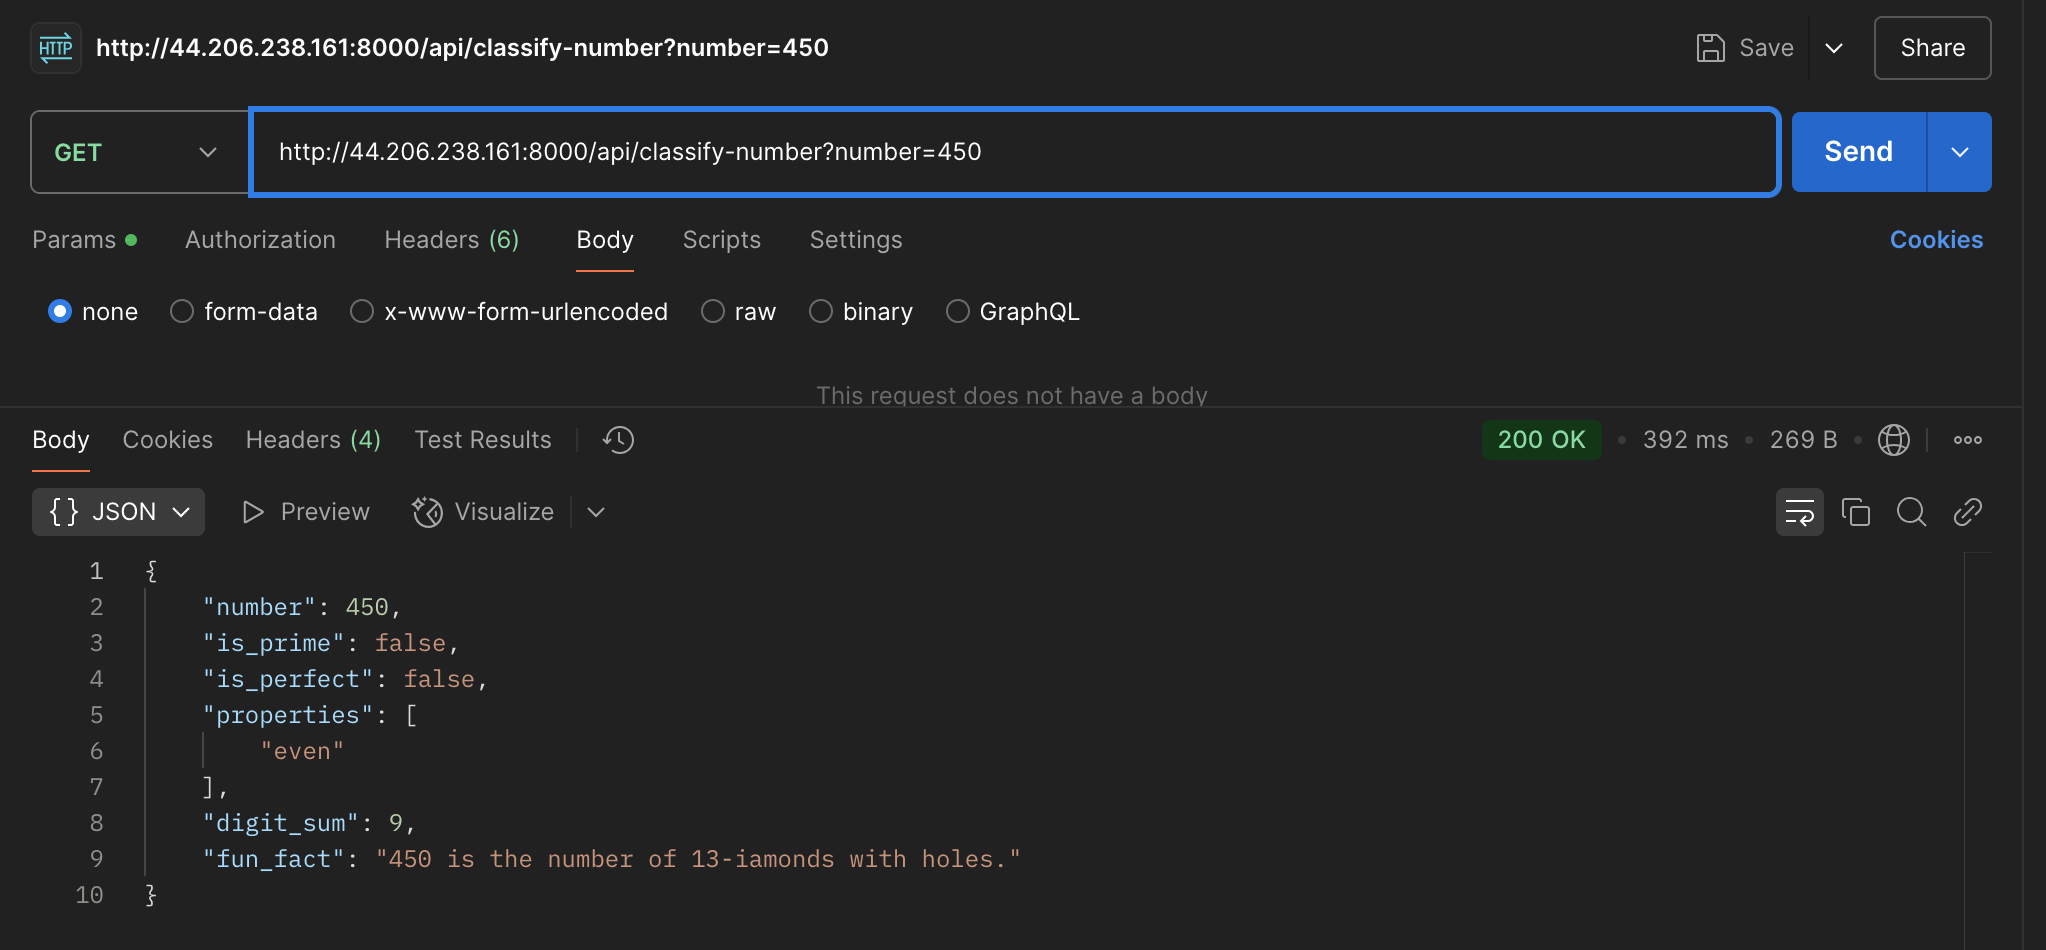 HTTP http://44.206.238.161:8000/api/classify-number?number=450 Save Share
GET http://44.206.238.161:8000/api/classify-number?number=450 Send
Params Authorization Headers (6) Body Scripts Settings Cookies
none form-data x-www-form-urlencoded raw binary GraphQL
This request does not have a body
Body Cookies Headers (4) Test Results 200 OK • 392 ms • 269 B •
{} JSON Preview Visualize
1 {
2 "number": 450,
3 "is_prime": false,
4 "is_perfect": false,
5 "properties": [
6 "even"
7 ],
8 "digit_sum": 9,
9 "fun_fact": "450 is the number of 13-iamonds with holes."
10 }